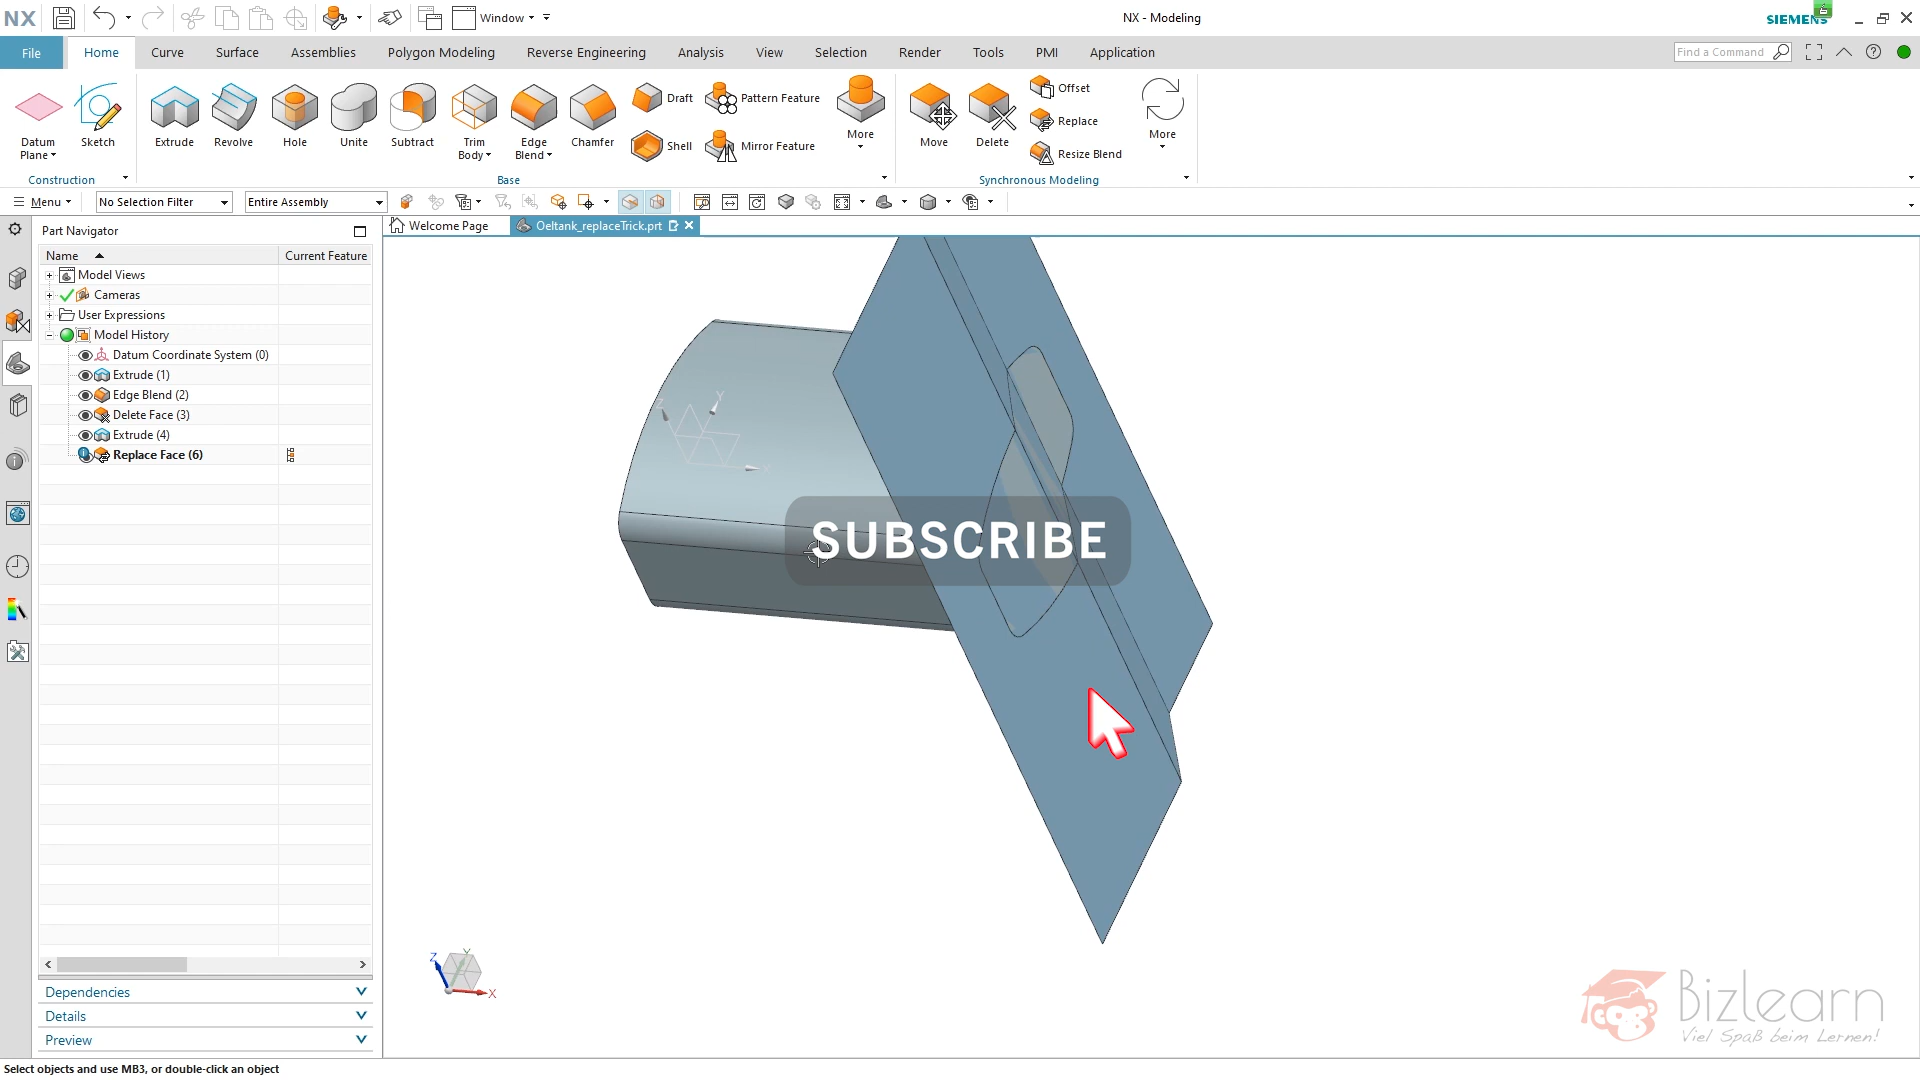 NX
Window
NX - Modeling
SIEMENS
File
Home
Curve
Surface
Assemblies
Polygon Modeling
Reverse Engineering
Analysis
View
Selection
Render
Tools
PMI
Application
Find a Command
Datum
Plane
Sketch
Extrude
Revolve
Hole
Unite
Subtract
Trim
Body
Edge
Blend
Chamfer
Draft
Shell
Pattern Feature
Mirror Feature
More
Move
Delete
Offset
Replace
Resize Blend
More
Construction
Base
Synchronous Modeling
Menu
No Selection Filter
Entire Assembly
Part Navigator
Welcome Page
Oeltank_replaceTrick.prt
Name
Current Feature
Model Views
Cameras
User Expressions
Model History
Datum Coordinate System (0)
Extrude (1)
Edge Blend (2)
Delete Face (3)
Extrude (4)
Replace Face (6)
Z
Y
X
SUBSCRIBE
Z
Y
X
Dependencies
Details
Preview
Bizlearn
Viel Spaß beim Lernen!
Select objects and use MB3, or double-click an object